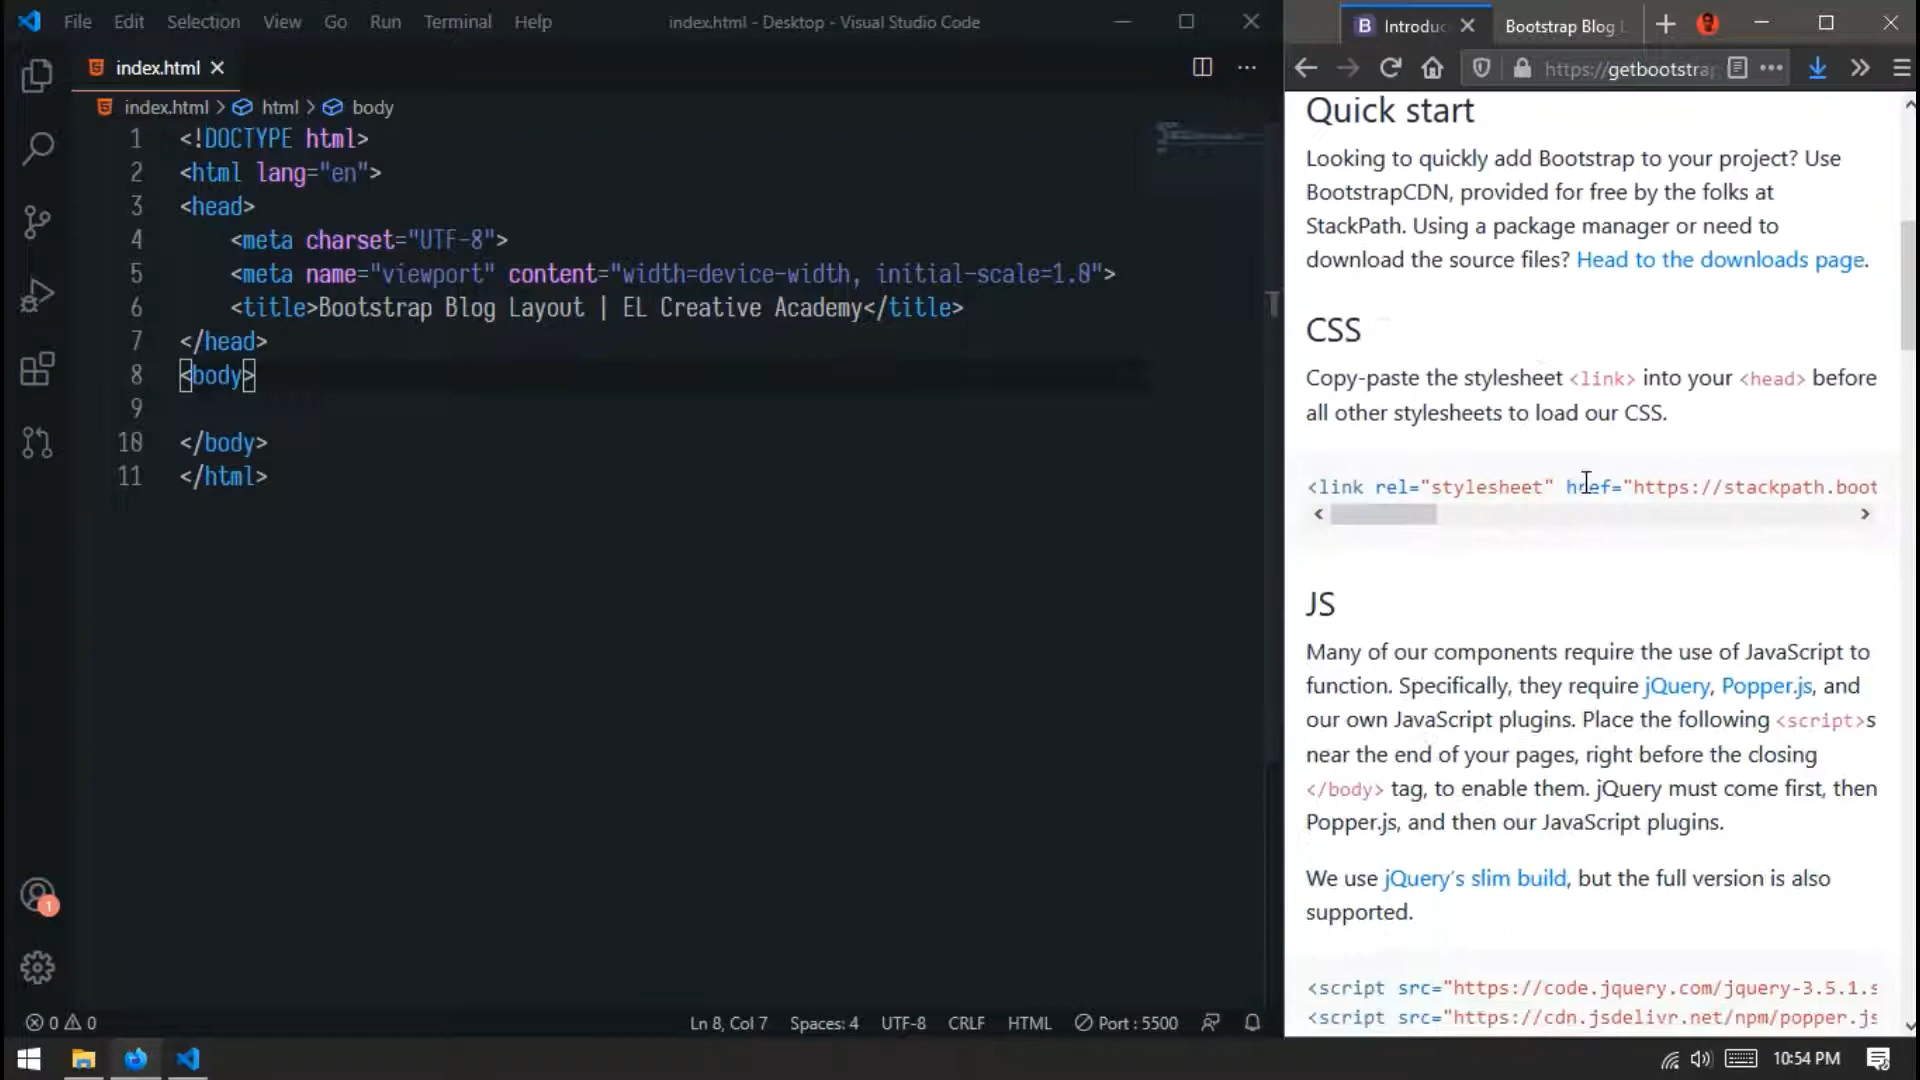 File Edit Selection View Go Run Terminal Help
index.html - Desktop - Visual Studio Code
index.html
index.html > html > body
1 <!DOCTYPE html>
2 <html lang="en">
3 <head>
4 <meta charset="UTF-8">
5 <meta name="viewport" content="width=device-width, initial-scale=1.0">
6 <title>Bootstrap Blog Layout | EL Creative Academy</title>
7 </head>
8 <body>
9
10 </body>
11 </html>
1
0 0
Ln 8, Col 7 Spaces: 4 UTF-8 CRLF HTML Port : 5500
B Introduc Bootstrap Blog
https://getbootstrap
Quick start
Looking to quickly add Bootstrap to your project? Use
BootstrapCDN, provided for free by the folks at
StackPath. Using a package manager or need to
download the source files? Head to the downloads page.
CSS
Copy-paste the stylesheet <link> into your <head> before
all other stylesheets to load our CSS.
<link rel="stylesheet" href="https://stackpath.boot
JS
Many of our components require the use of JavaScript to
function. Specifically, they require jQuery, Popper.js, and
our own JavaScript plugins. Place the following <script>s
near the end of your pages, right before the closing
</body> tag, to enable them. jQuery must come first, then
Popper.js, and then our JavaScript plugins.
We use jQuery's slim build, but the full version is also
supported.
<script src="https://code.jquery.com/jquery-3.5.1.s
<script src="https://cdn.jsdelivr.net/npm/popper.js
10:54 PM